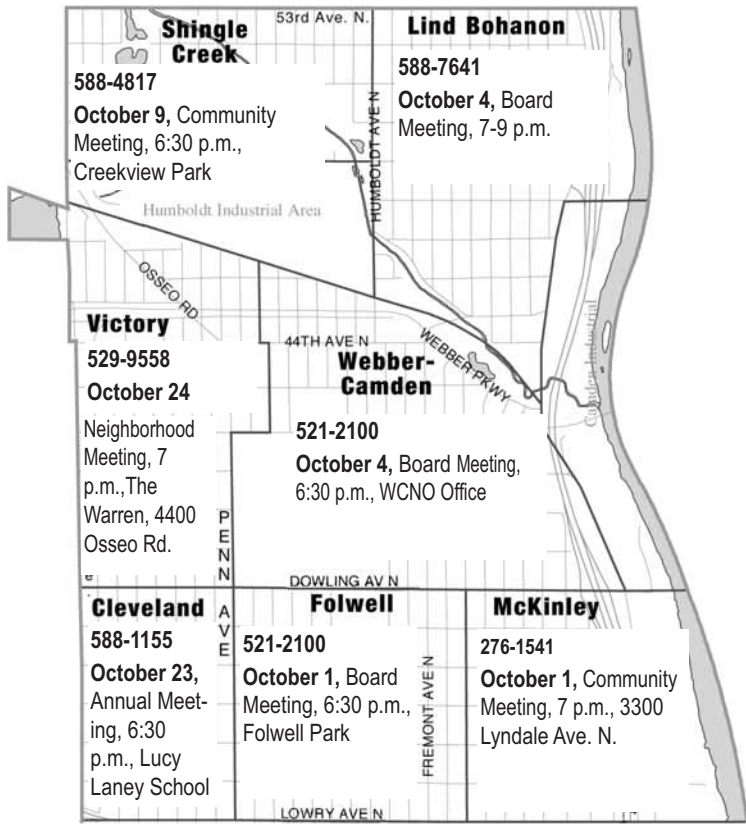 53rd Ave. N.
Shingle
Creek
588-4817
October 9, Community
Meeting, 6:30 p.m.,
Creekview Park
Lind Bohanon
588-7641
October 4, Board
Meeting, 7-9 p.m.
HUMBOLDT AVE N
Humboldt Industrial Area
OSSEO RD
Victory
529-9558
October 24
Neighborhood
Meeting, 7
p.m.,The
Warren, 4400
Osseo Rd.
44TH AVE N
WEBBER PKWY
Webber-
Camden
521-2100
October 4, Board Meeting,
6:30 p.m., WCNO Office
Camden Industrial
PENN AVE
DOWLING AV N
Cleveland
588-1155
October 23,
Annual Meet-
ing, 6:30
p.m., Lucy
Laney School
Folwell
521-2100
October 1, Board
Meeting, 6:30 p.m.,
Folwell Park
FREMONT AVE N
McKinley
276-1541
October 1, Community
Meeting, 7 p.m., 3300
Lyndale Ave. N.
LOWRY AVE N